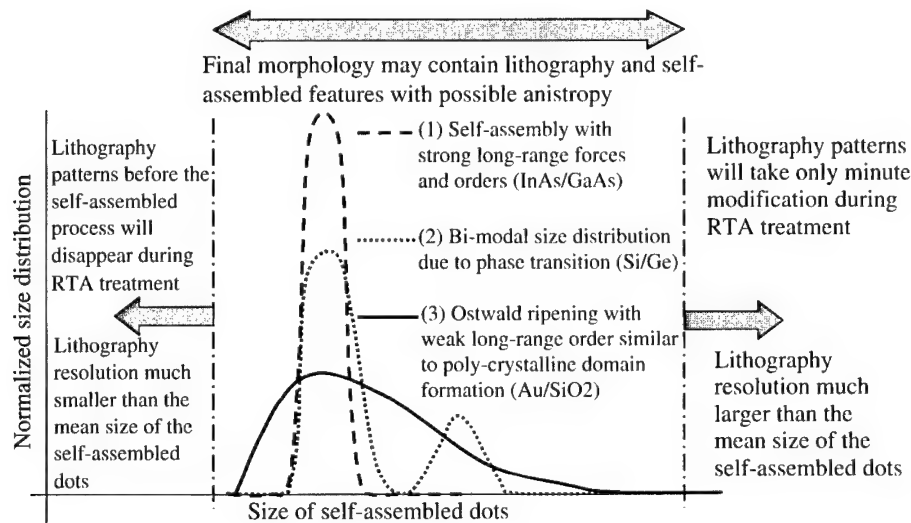 Final morphology may contain lithography and self-
assembled features with possible anistropy
Lithography
patterns before the
self-assembled
process will
disappear during
RTA treatment
Lithography
resolution much
smaller than the
mean size of the
self-assembled
dots
(1) Self-assembly with
strong long-range forces
and orders (InAs/GaAs)
(2) Bi-modal size distribution
due to phase transition (Si/Ge)
(3) Ostwald ripening with
weak long-range order similar
to poly-crystalline domain
formation (Au/SiO2)
Lithography patterns
will take only minute
modification during
RTA treatment
Lithography
resolution much
larger than the
mean size of the
self-assembled dots
Normalized size distribution
Size of self-assembled dots